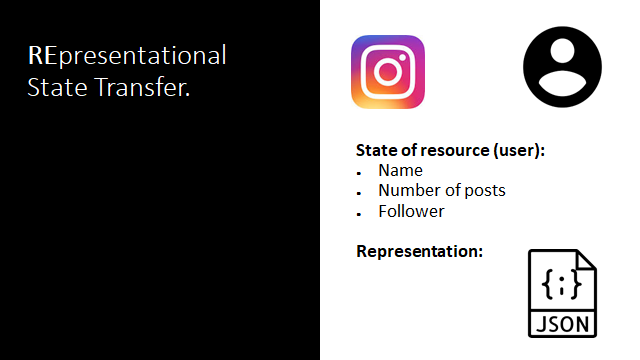 REpresentational
State Transfer.
State of resource (user):
• Name
• Number of posts
• Follower
Representation:
{;}
JSON